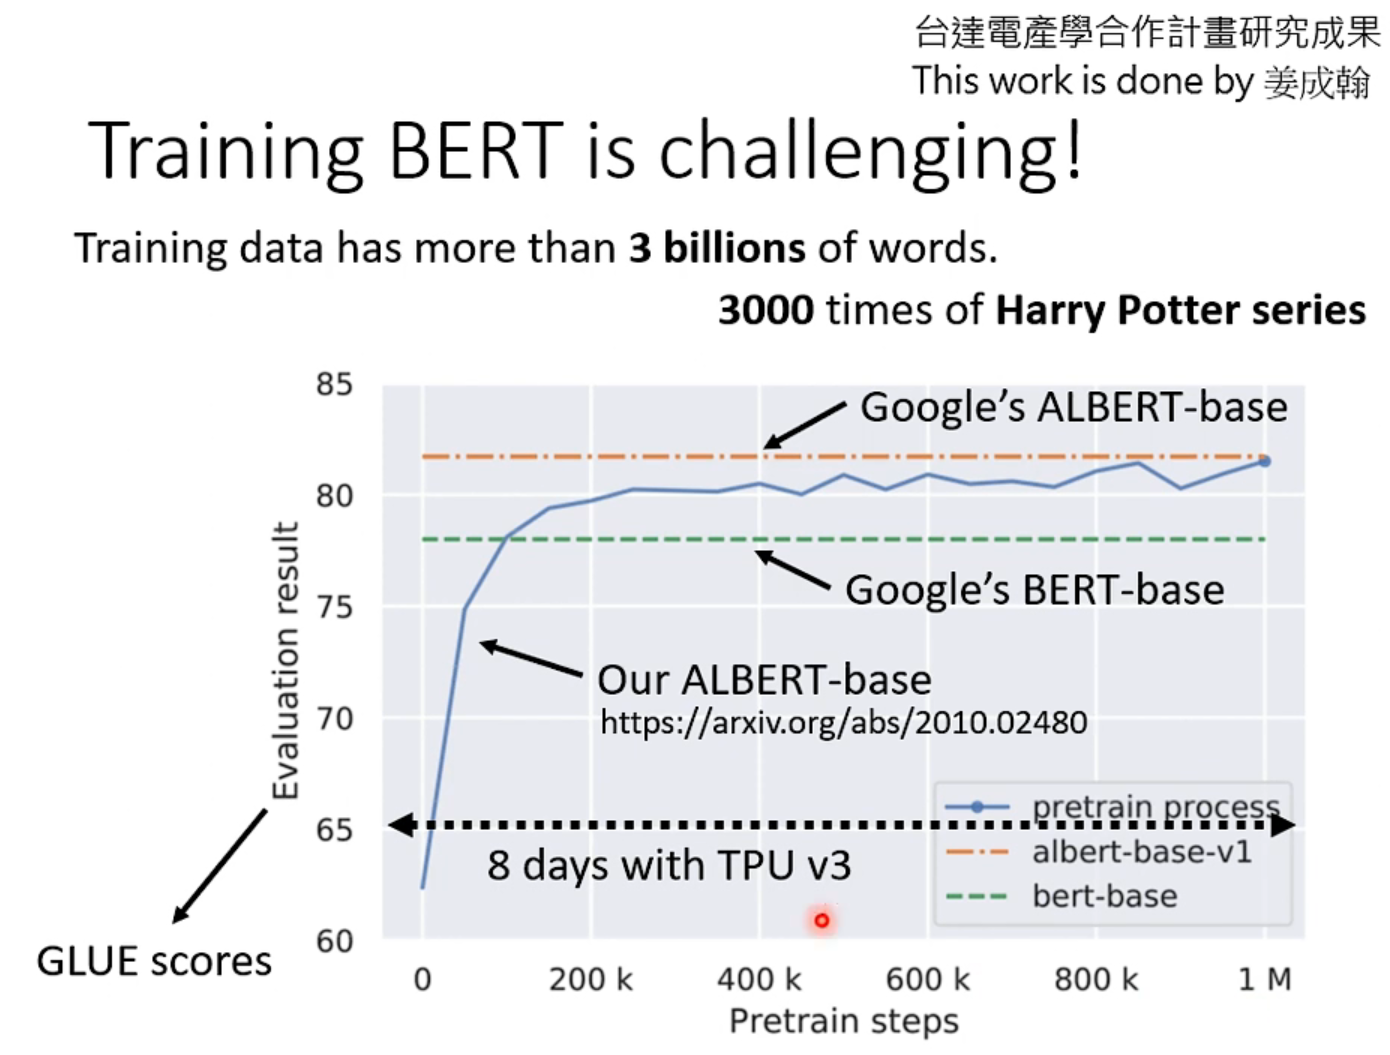 台達電產學合作計畫研究成果
This work is done by 姜成翰
Training BERT is challenging!
Training data has more than 3 billions of words.
3000 times of Harry Potter series
85
80
75
70
65
60
Evaluation result
GLUE scores
Google's ALBERT-base
Google's BERT-base
Our ALBERT-base
https://arxiv.org/abs/2010.02480
8 days with TPU v3
pretrain process
albert-base-v1
bert-base
0 200 k 400 k 600 k 800 k 1 M
Pretrain steps